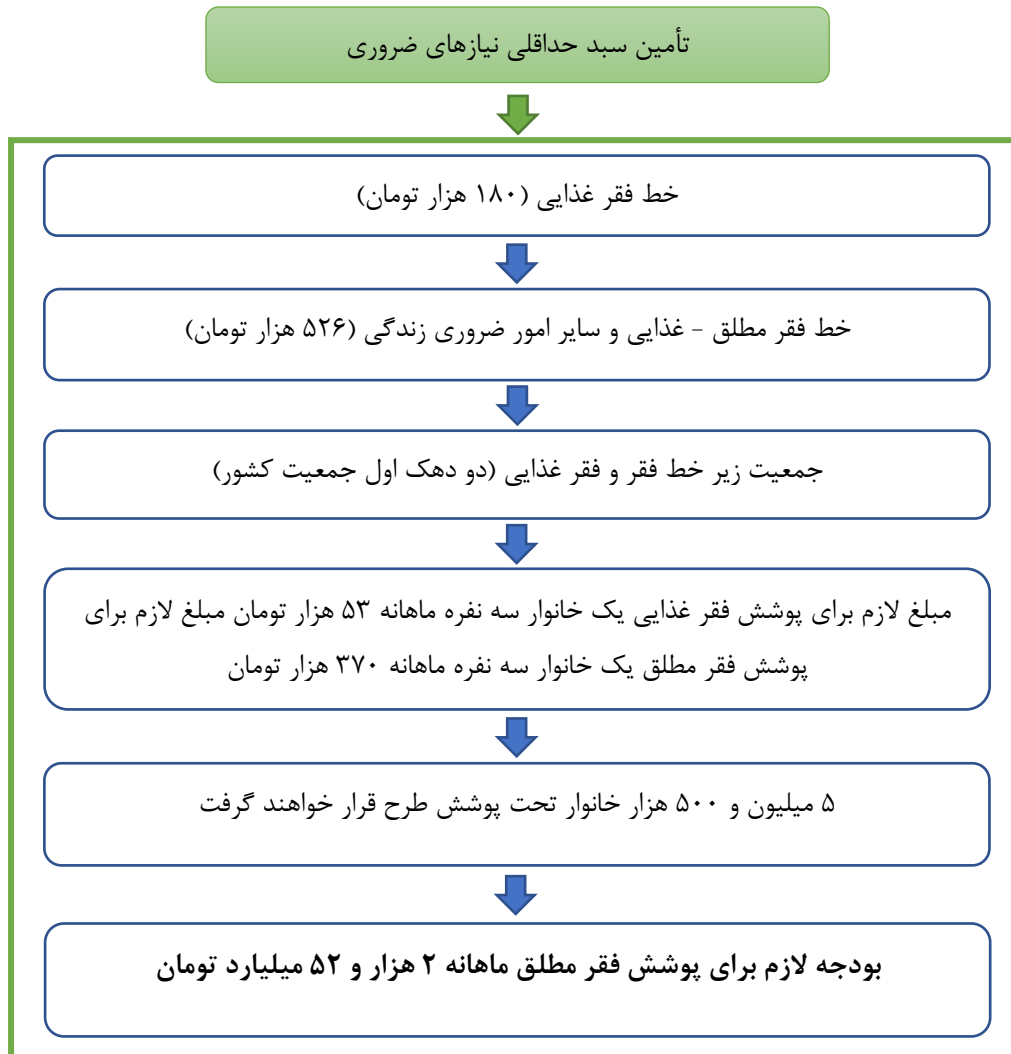 تأمین سبد حداقلی نیازهای ضروری
خط فقر غذایی (۱۸۰ هزار تومان)
خط فقر مطلق - غذایی و سایر امور ضروری زندگی (۵۲۶ هزار تومان)
جمعیت زیر خط فقر و فقر غذایی (دو دهک اول جمعیت کشور)
مبلغ لازم برای پوشش فقر غذایی یک خانوار سه نفره ماهانه ۵۳ هزار تومان مبلغ لازم برای
پوشش فقر مطلق یک خانوار سه نفره ماهانه ۳۷۰ هزار تومان
۵ میلیون و ۵۰۰ هزار خانوار تحت پوشش طرح قرار خواهند گرفت
بودجه لازم برای پوشش فقر مطلق ماهانه ۲ هزار و ۵۲ میلیارد تومان